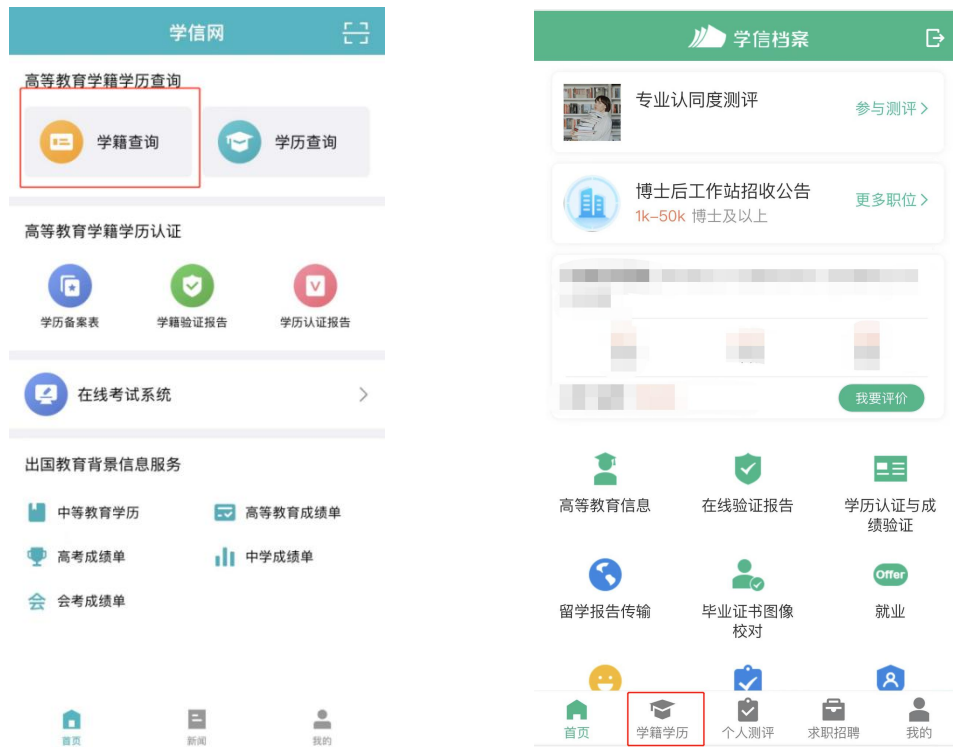 学信网
高等教育学籍学历查询
学籍查询
学历查询
高等教育学籍学历认证
学历备案表
学籍验证报告
学历认证报告
在线考试系统
出国教育背景信息服务
中等教育学历
高等教育成绩单
高考成绩单
中学成绩单
会
会考成绩单
首页
新闻
我的
学信档案
专业认同度测评
参与测评
博士后工作站招收公告
1k-50k 博士及以上
更多职位
我要评价
高等教育信息
在线验证报告
学历认证与成
绩验证
Offer
留学报告传输
毕业证书图像
校对
就业
首页
学籍学历
个人测评
求职招聘
我的